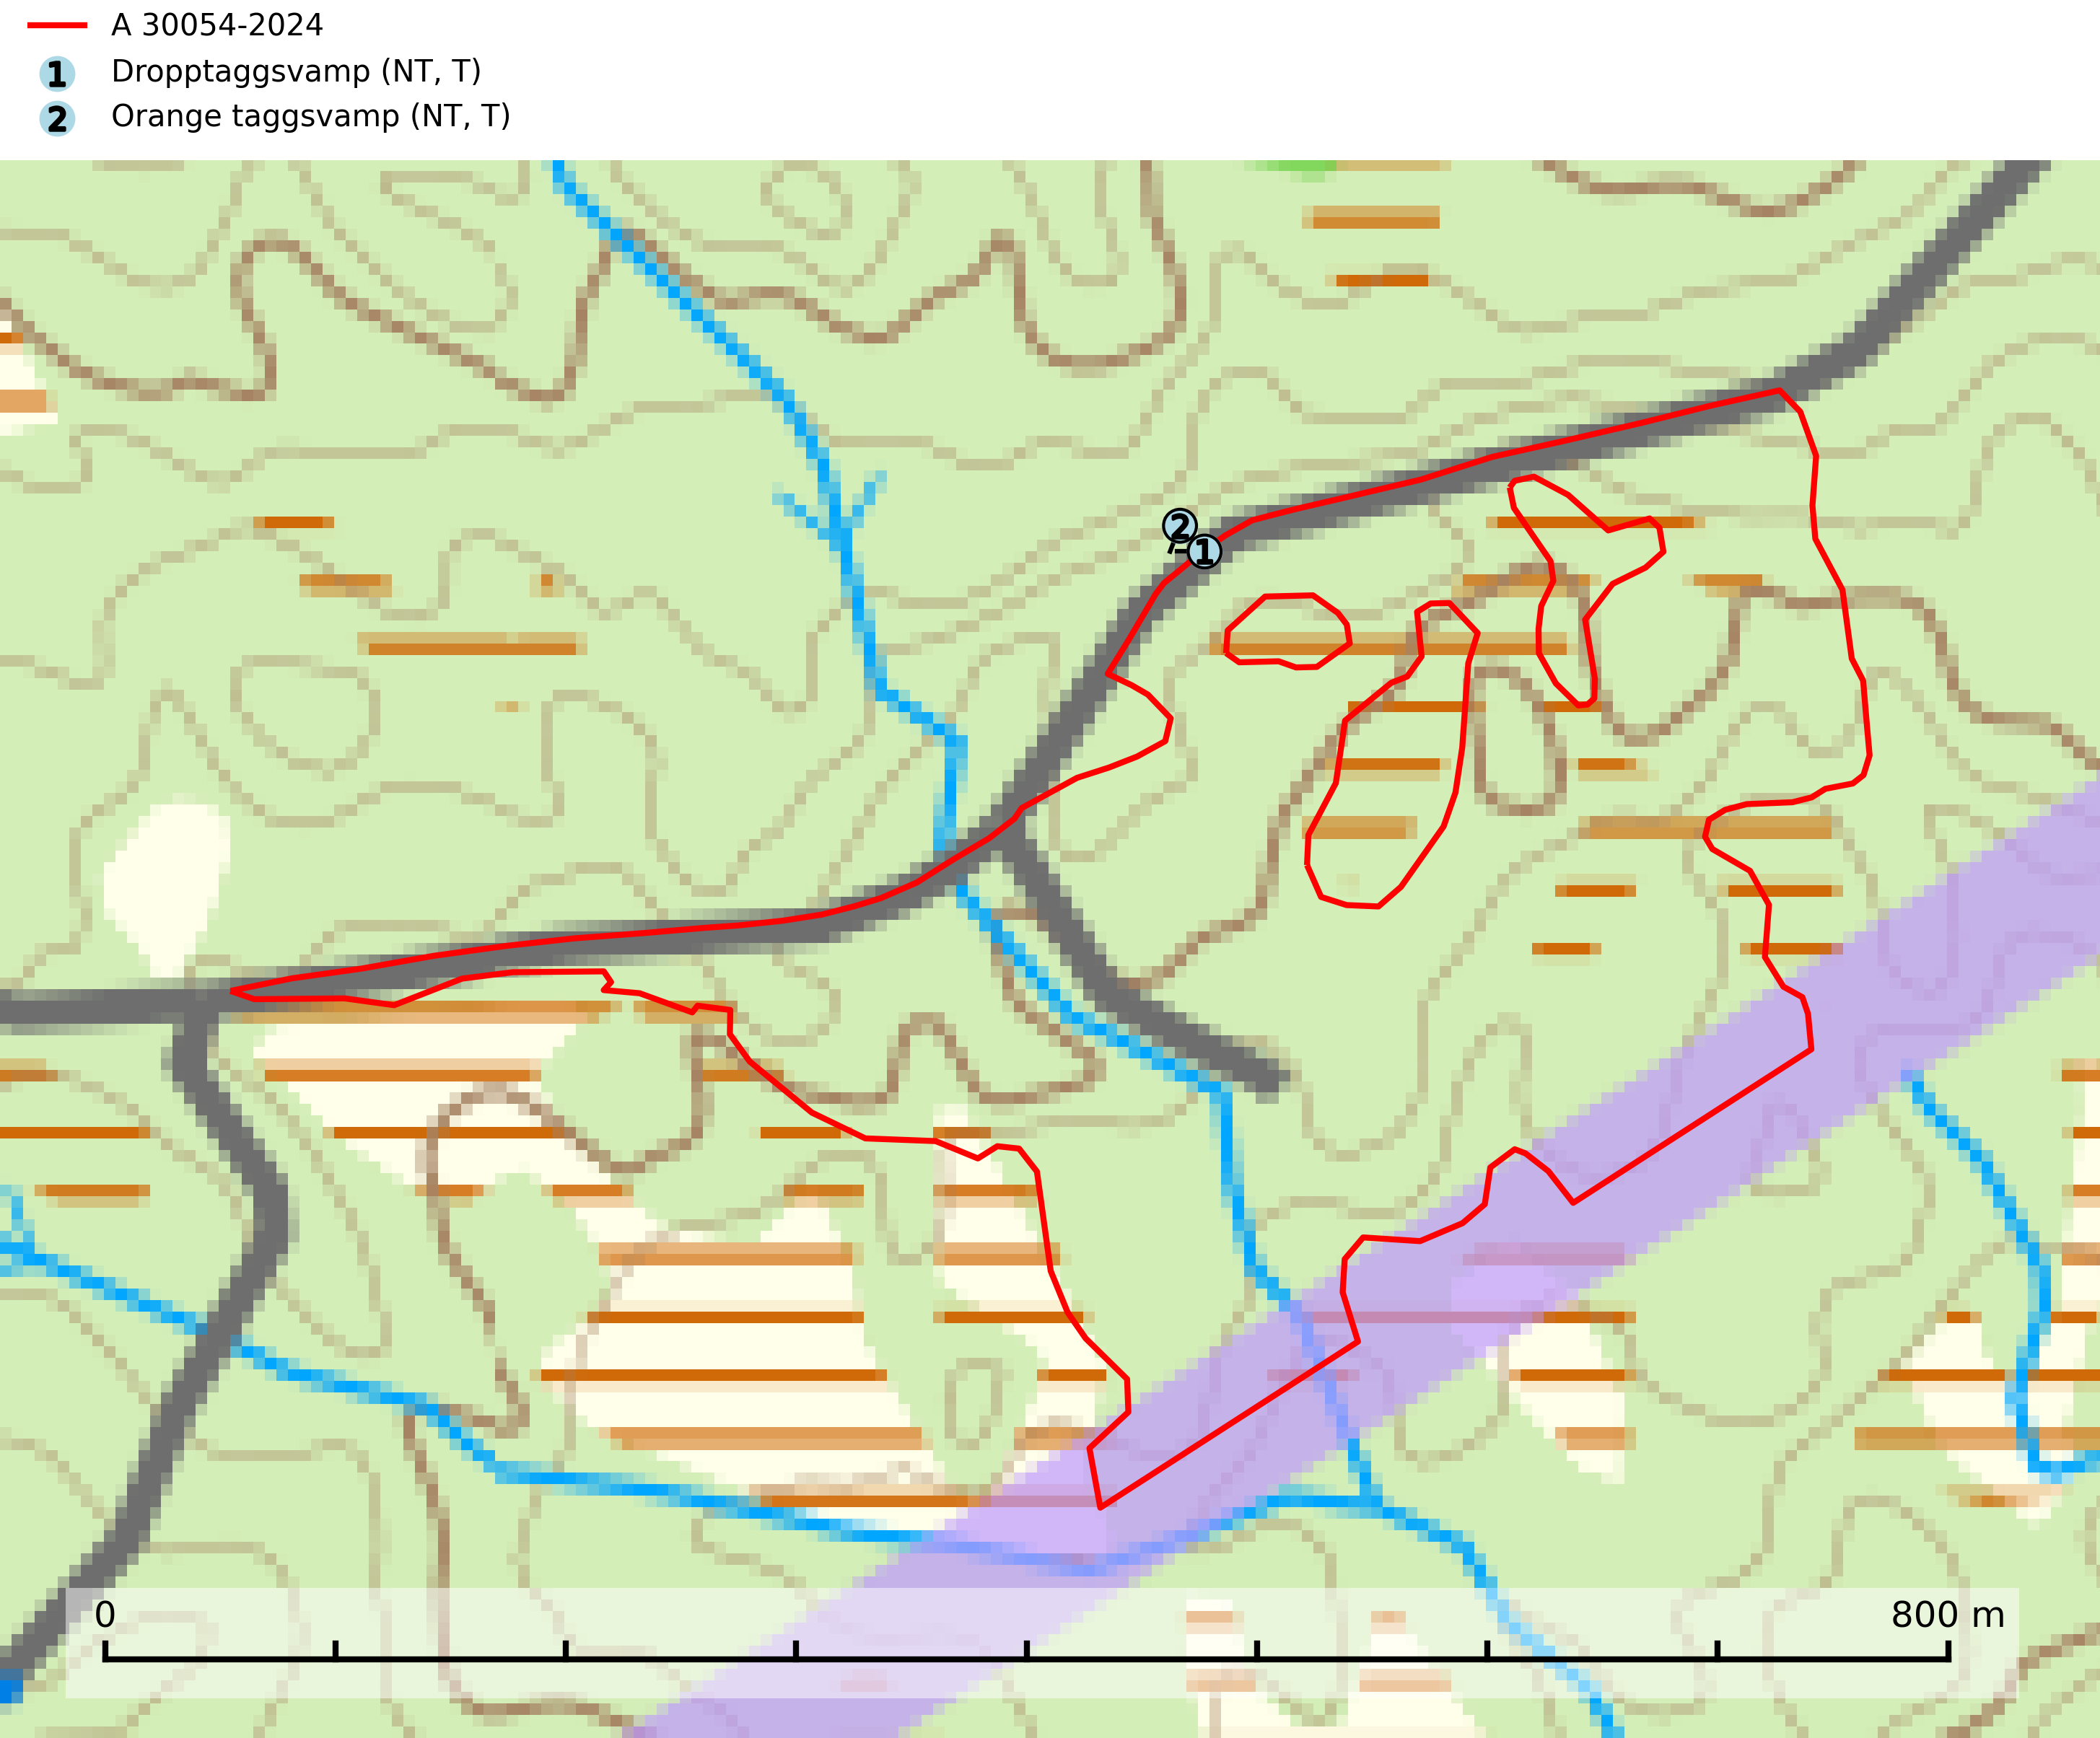 A 30054-2024
1 Dropptaggsvamp (NT, T)
2 Orange taggsvamp (NT, T)
2
1
0 800 m